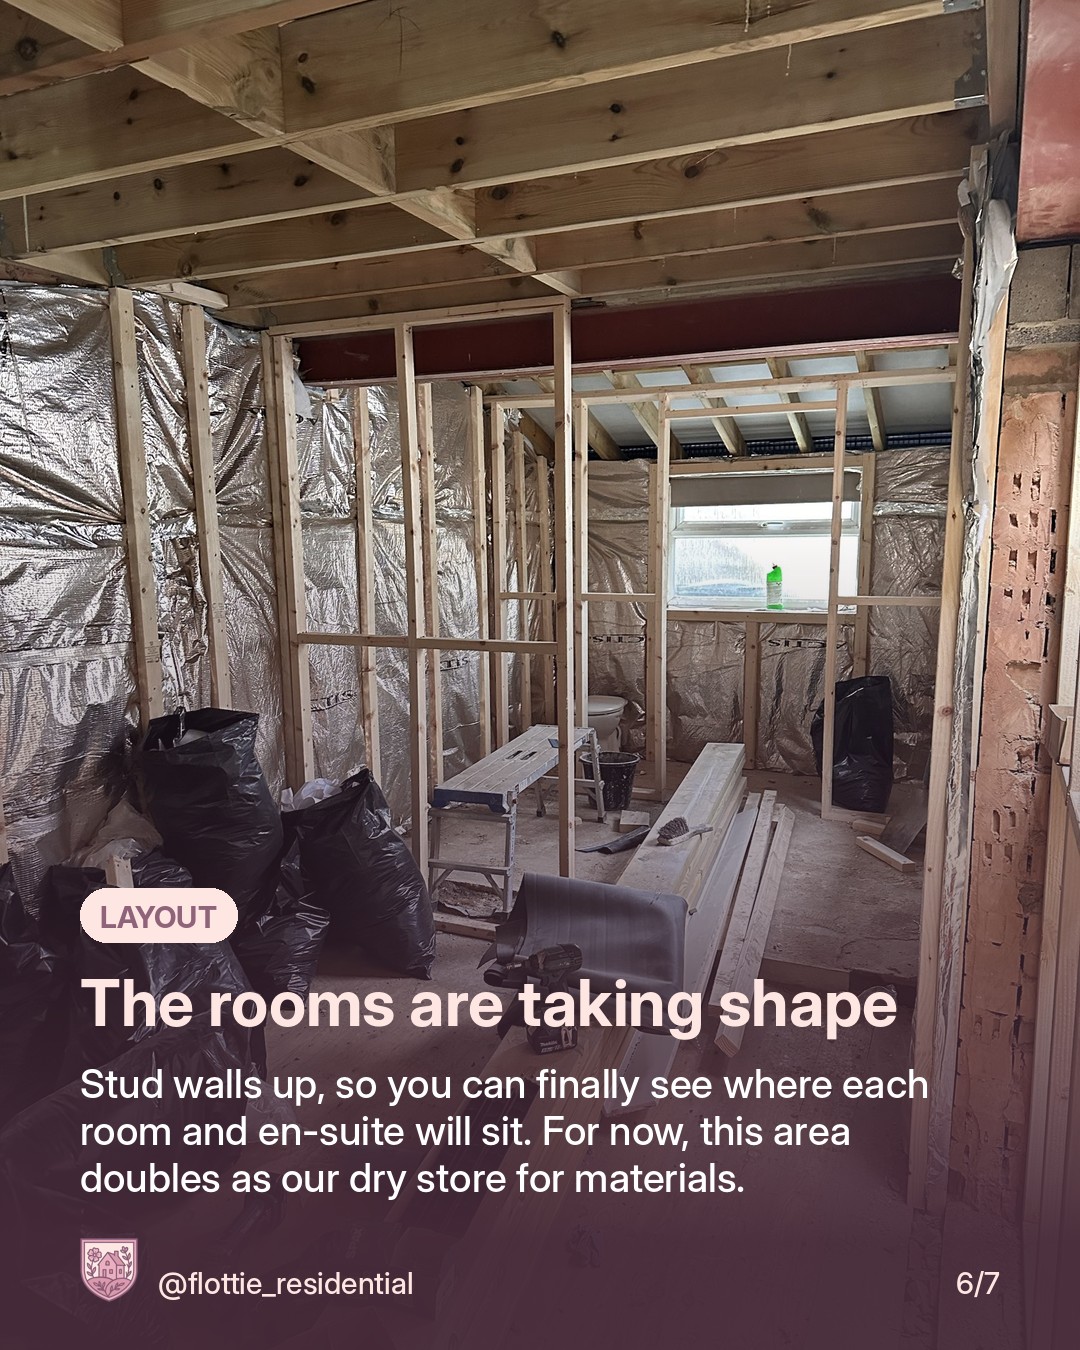 LAYOUT
The rooms are taking shape
Stud walls up, so you can finally see where each
room and en-suite will sit. For now, this area
doubles as our dry store for materials.
@flottie_residential
6/7